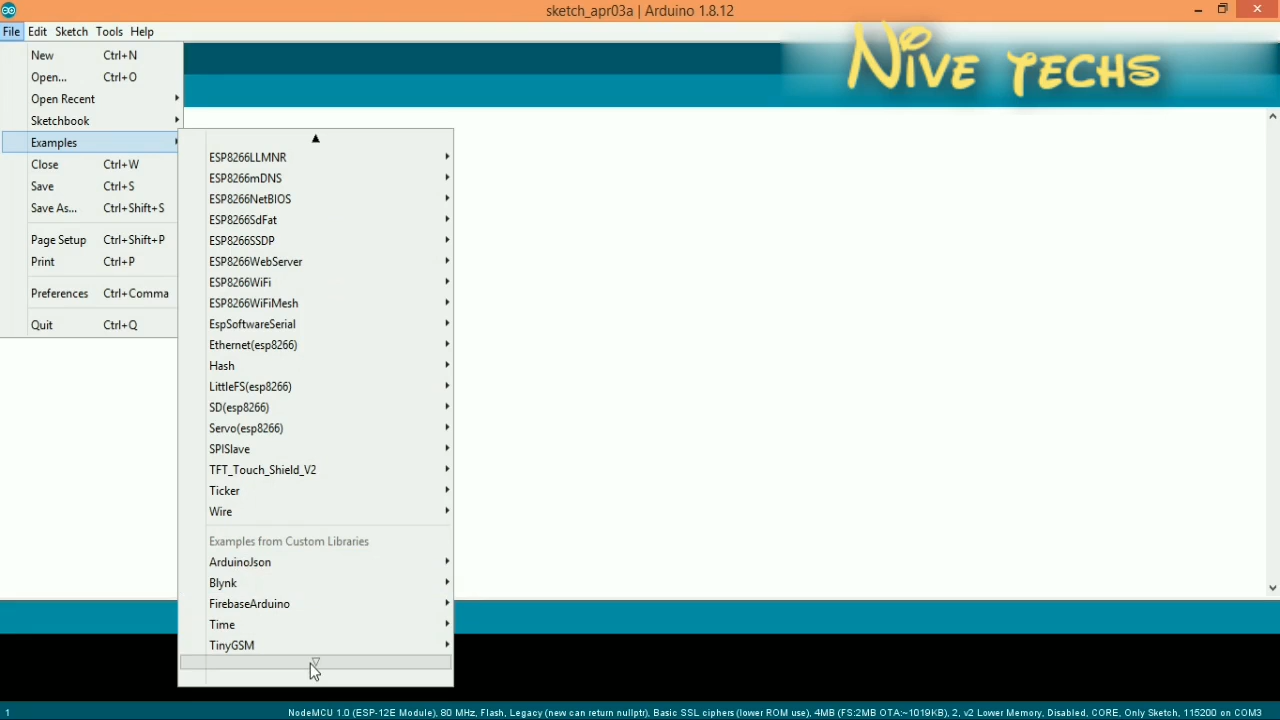 sketch_apr03a | Arduino 1.8.12
File Edit Sketch Tools Help
NIVE TECHS
New Ctrl+N
Open... Ctrl+O
Open Recent
Sketchbook
Examples
Close Ctrl+W
Save Ctrl+S
Save As... Ctrl+Shift+S
Page Setup Ctrl+Shift+P
Print Ctrl+P
Preferences Ctrl+Comma
Quit Ctrl+Q
ESP8266LLMNR
ESP8266mDNS
ESP8266NetBIOS
ESP8266SdFat
ESP8266SSDP
ESP8266WebServer
ESP8266WiFi
ESP8266WiFiMesh
EspSoftwareSerial
Ethernet(esp8266)
Hash
LittleFS(esp8266)
SD(esp8266)
Servo(esp8266)
SPISlave
TFT_Touch_Shield_V2
Ticker
Wire
Examples from Custom Libraries
ArduinoJson
Blynk
FirebaseArduino
Time
TinyGSM
1 NodeMCU 1.0 (ESP-12E Module), 80 MHz, Flash, Legacy (new can return nullptr), Basic SSL ciphers (lower ROM use), 4MB (FS:2MB OTA:~1019KB), 2, v2 Lower Memory, Disabled, CORE, Only Sketch, 115200 on COM3